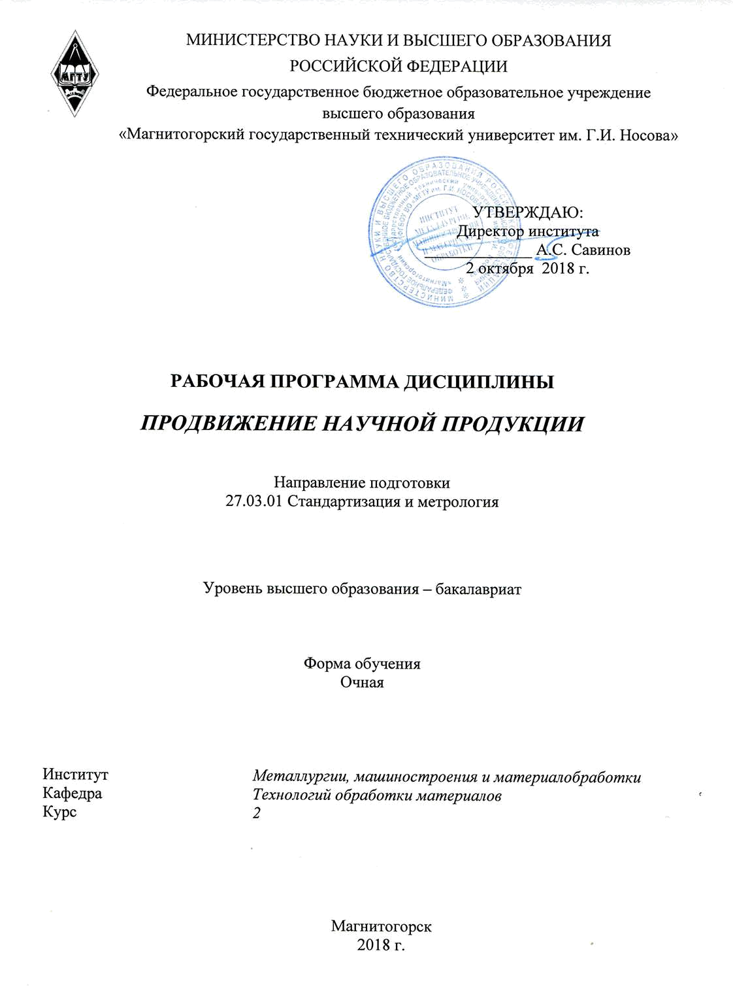 МИНИСТЕРСТВО НАУКИ И ВЫСШЕГО ОБРАЗОВАНИЯ
РОССИЙСКОЙ ФЕДЕРАЦИИ
Федеральное государственное бюджетное образовательное учреждение
высшего образования
«Магнитогорский государственный технический университет им. Г.И. Носова»
МГТУ
УТВЕРЖДАЮ:
Директор института
А.С. Савинов
2 октября 2018 г.
РАБОЧАЯ ПРОГРАММА ДИСЦИПЛИНЫ
ПРОДВИЖЕНИЕ НАУЧНОЙ ПРОДУКЦИИ
Направление подготовки
27.03.01 Стандартизация и метрология
Уровень высшего образования – бакалавриат
Форма обучения
Очная
Институт Металлургии, машиностроения и материалобработки
Кафедра Технологий обработки материалов
Курс 2
Магнитогорск
2018 г.